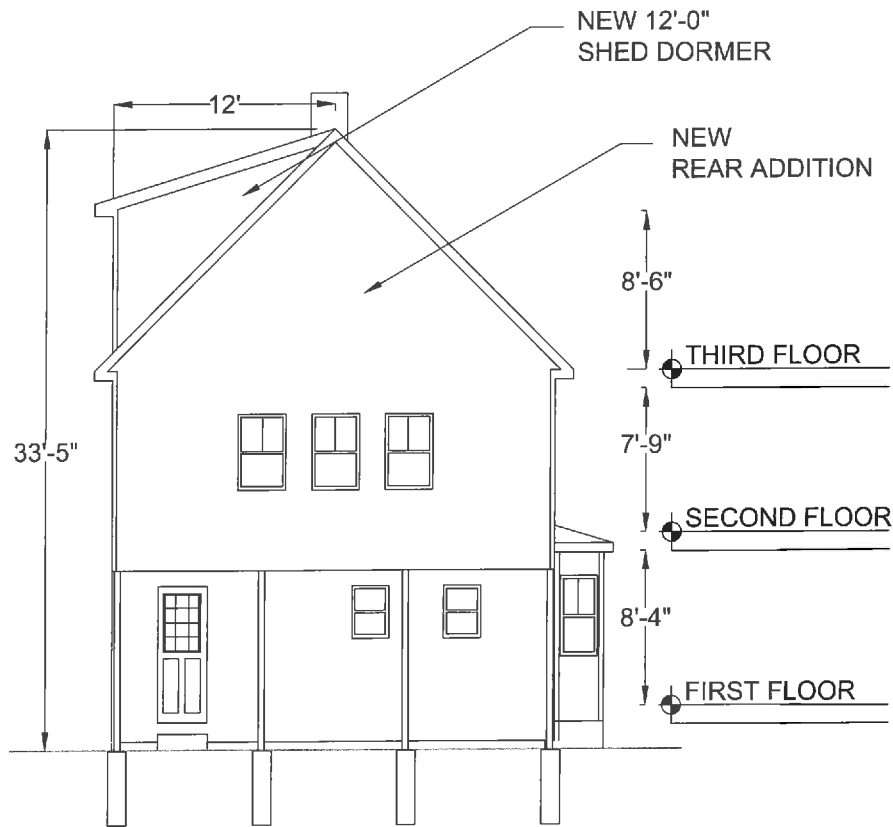 NEW 12'-0"
SHED DORMER
12'
NEW
REAR ADDITION
8'-6"
THIRD FLOOR
33'-5"
7'-9"
SECOND FLOOR
8'-4"
FIRST FLOOR